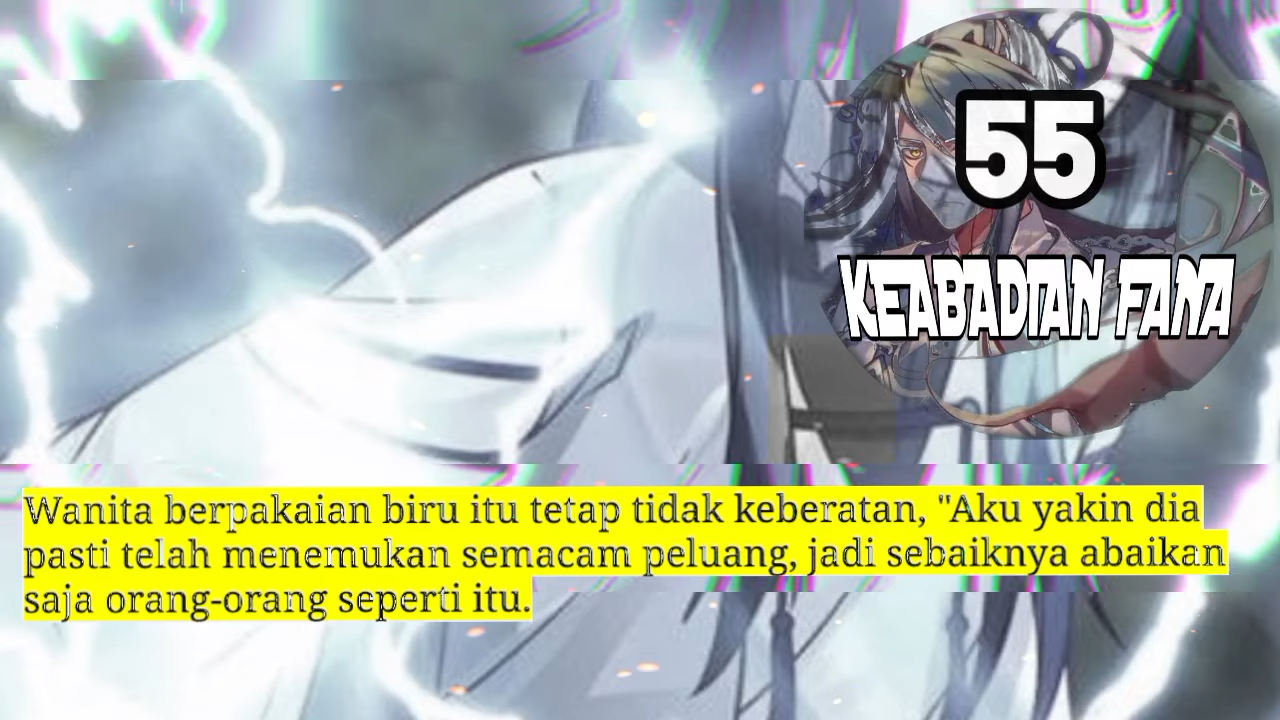 55
KEABADIAN FANA
Wanita berpakaian biru itu tetap tidak keberatan, "Aku yakin dia
pasti telah menemukan semacam peluang, jadi sebaiknya abaikan
saja orang-orang seperti itu.